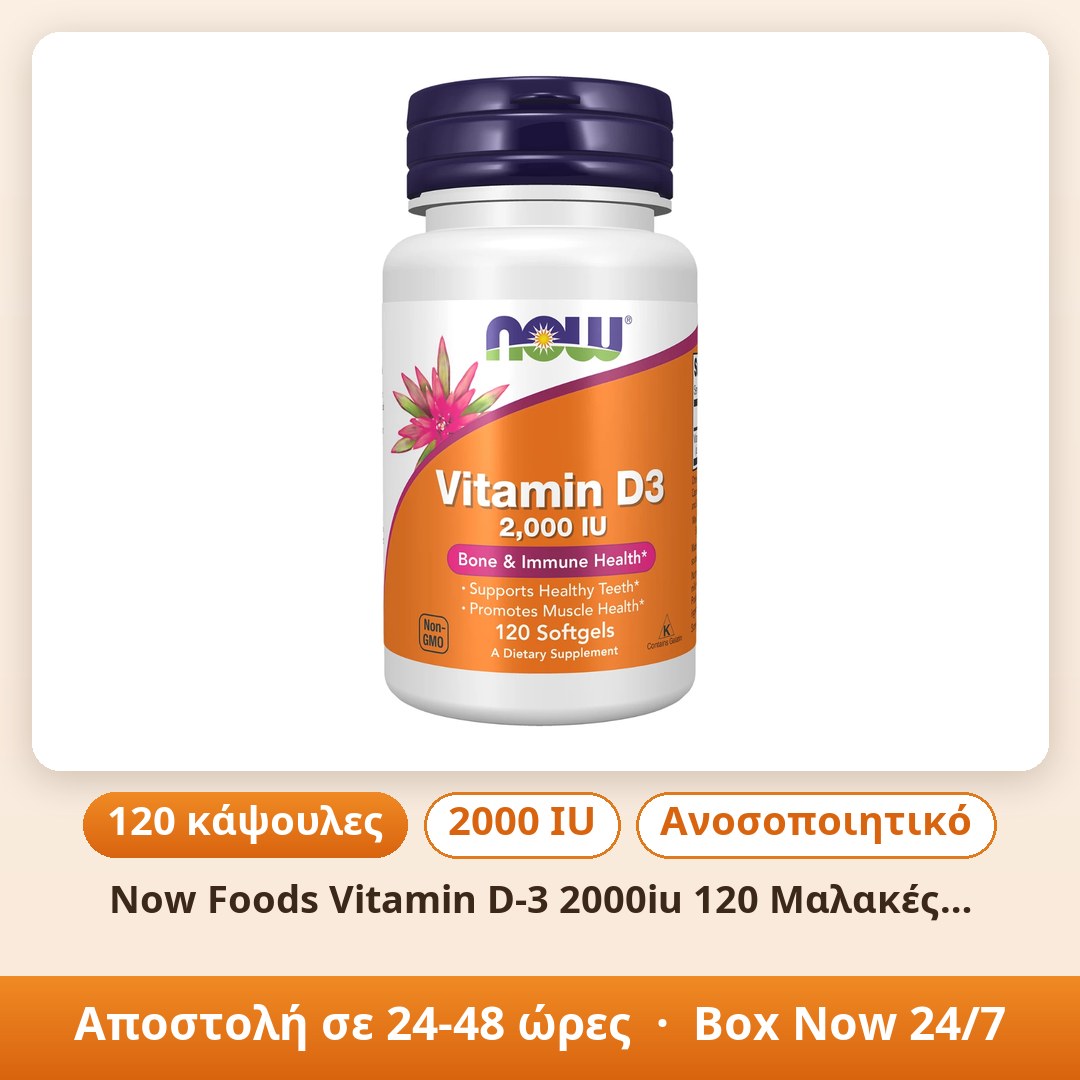 now®
Vitamin D3
2,000 IU
Bone & Immune Health*
• Supports Healthy Teeth*
• Promotes Muscle Health*
120 Softgels
A Dietary Supplement
Non-
GMO
K
Contains Gelatin
120 κάψουλες
2000 IU
Ανοσοποιητικό
Now Foods Vitamin D-3 2000iu 120 Μαλακές...
Αποστολή σε 24-48 ώρες · Box Now 24/7